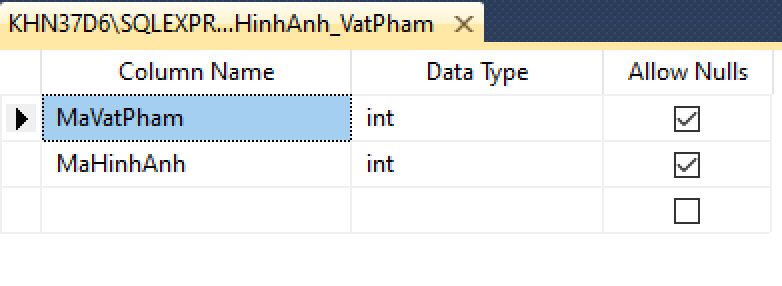 KHN37D6\SQLEXPR...HinhAnh_VatPham
Column Name Data Type Allow Nulls
MaVatPham int
MaHinhAnh int